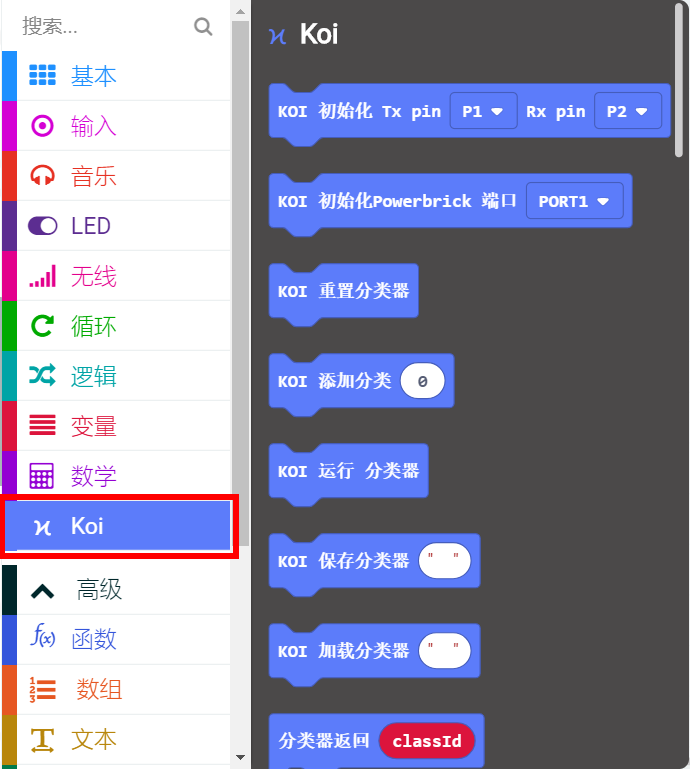 搜索...
基本
输入
音乐
LED
无线
循环
逻辑
变量
数学
Koi
高级
f(x) 函数
1
2
3
数组
T 文本
Koi
KOI 初始化 Tx pin P1 Rx pin P2
KOI 初始化Powerbrick 端口 PORT1
KOI 重置分类器
KOI 添加分类 0
KOI 运行 分类器
KOI 保存分类器 " "
KOI 加载分类器 " "
分类器返回 classId